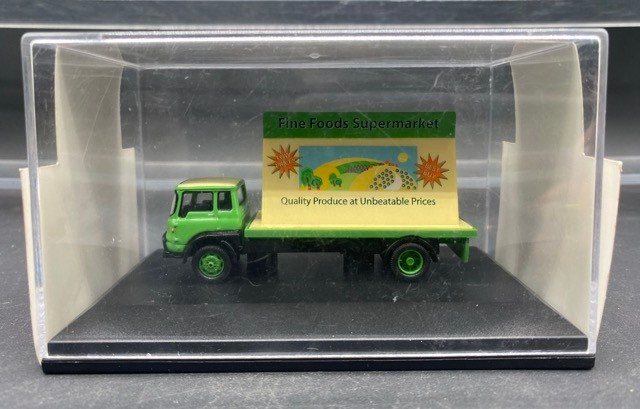 Fine Foods Supermarket
Quality Produce at Unbeatable Prices